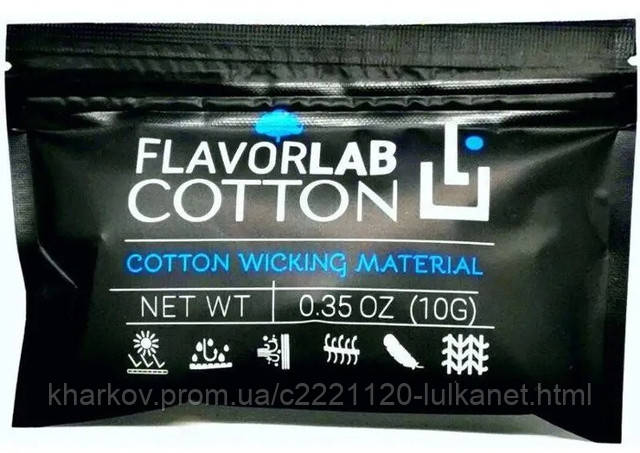 FLAVORLAB
COTTON
COTTON WICKING MATERIAL
NET WT 0.35 OZ (10G)
kharkov.prom.ua/c2221120-lulkanet.html